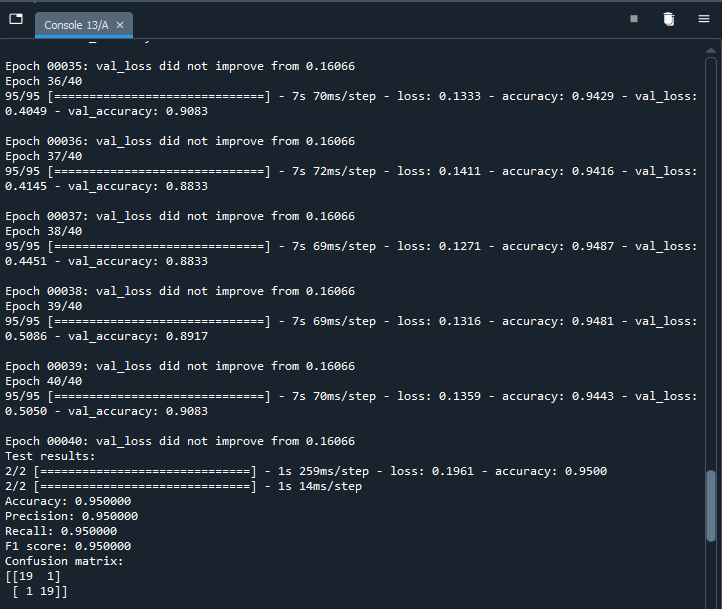 Console 13/A ×
Epoch 00035: val_loss did not improve from 0.16066
Epoch 36/40
95/95 [==============================] - 7s 70ms/step - loss: 0.1333 - accuracy: 0.9429 - val_loss:
0.4049 - val_accuracy: 0.9083
Epoch 00036: val_loss did not improve from 0.16066
Epoch 37/40
95/95 [==============================] - 7s 72ms/step - loss: 0.1411 - accuracy: 0.9416 - val_loss:
0.4145 - val_accuracy: 0.8833
Epoch 00037: val_loss did not improve from 0.16066
Epoch 38/40
95/95 [==============================] - 7s 69ms/step - loss: 0.1271 - accuracy: 0.9487 - val_loss:
0.4451 - val_accuracy: 0.8833
Epoch 00038: val_loss did not improve from 0.16066
Epoch 39/40
95/95 [==============================] - 7s 69ms/step - loss: 0.1316 - accuracy: 0.9481 - val_loss:
0.5086 - val_accuracy: 0.8917
Epoch 00039: val_loss did not improve from 0.16066
Epoch 40/40
95/95 [==============================] - 7s 70ms/step - loss: 0.1359 - accuracy: 0.9443 - val_loss:
0.5050 - val_accuracy: 0.9083
Epoch 00040: val_loss did not improve from 0.16066
Test results:
2/2 [==============================] - 1s 259ms/step - loss: 0.1961 - accuracy: 0.9500
2/2 [==============================] - 1s 14ms/step
Accuracy: 0.950000
Precision: 0.950000
Recall: 0.950000
F1 score: 0.950000
Confusion matrix:
[[19  1]
 [ 1 19]]